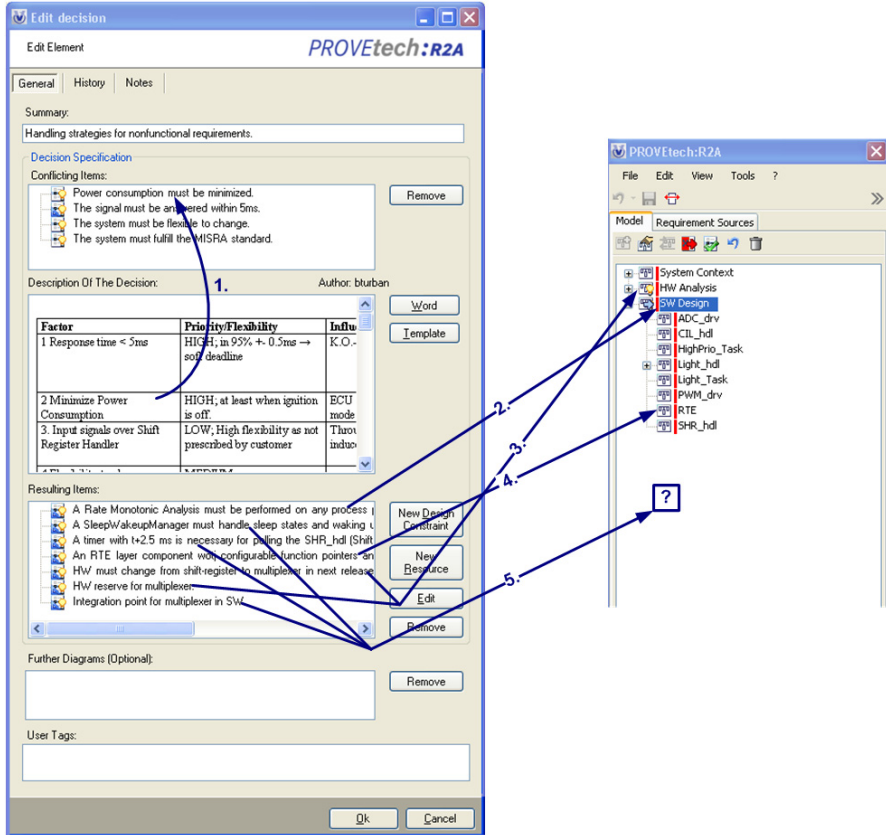 Edit decision
Edit Element
PROVEtech:R2A
General History Notes
Summary:
Handling strategies for nonfunctional requirements.
Decision Specification
Conflicting Items:
Power consumption must be minimized.
The signal must be answered within 5ms.
The system must be flexible to change.
The system must fulfill the MISRA standard.
Remove
Description Of The Decision: Author: bturban
1.
Factor Priority/Flexibility Influ
1 Response time < 5ms HIGH; in 95% +- 0.5ms → K.O.-
soft deadline
2 Minimize Power HIGH; at least when ignition ECU
Consumption is off. mode
3. Input signals over Shift LOW; High flexibility as not Throu
Register Handler prescribed by customer induc
MEDIUM
Word
Template
Resulting Items:
A Rate Monotonic Analysis must be performed on any process
A SleepWakeupManager must handle sleep states and waking u
A timer with t+2.5 ms is necessary for polling the SHR_hdl (Shift
An RTE layer component with configurable function pointers an
HW must change from shift-register to multiplexer in next release
HW reserve for multiplexer.
Integration point for multiplexer in SW.
New Design
Constraint
New
Resource
Edit
Remove
Further Diagrams (Optional):
Remove
User Tags:
Ok Cancel
2.
3.
4.
5.
PROVEtech:R2A
File Edit View Tools ?
Model Requirement Sources
System Context
HW Analysis
SW Design
ADC_drv
CIL_hdl
HighPrio_Task
Light_hdl
Light_Task
PWM_drv
RTE
SHR_hdl
?